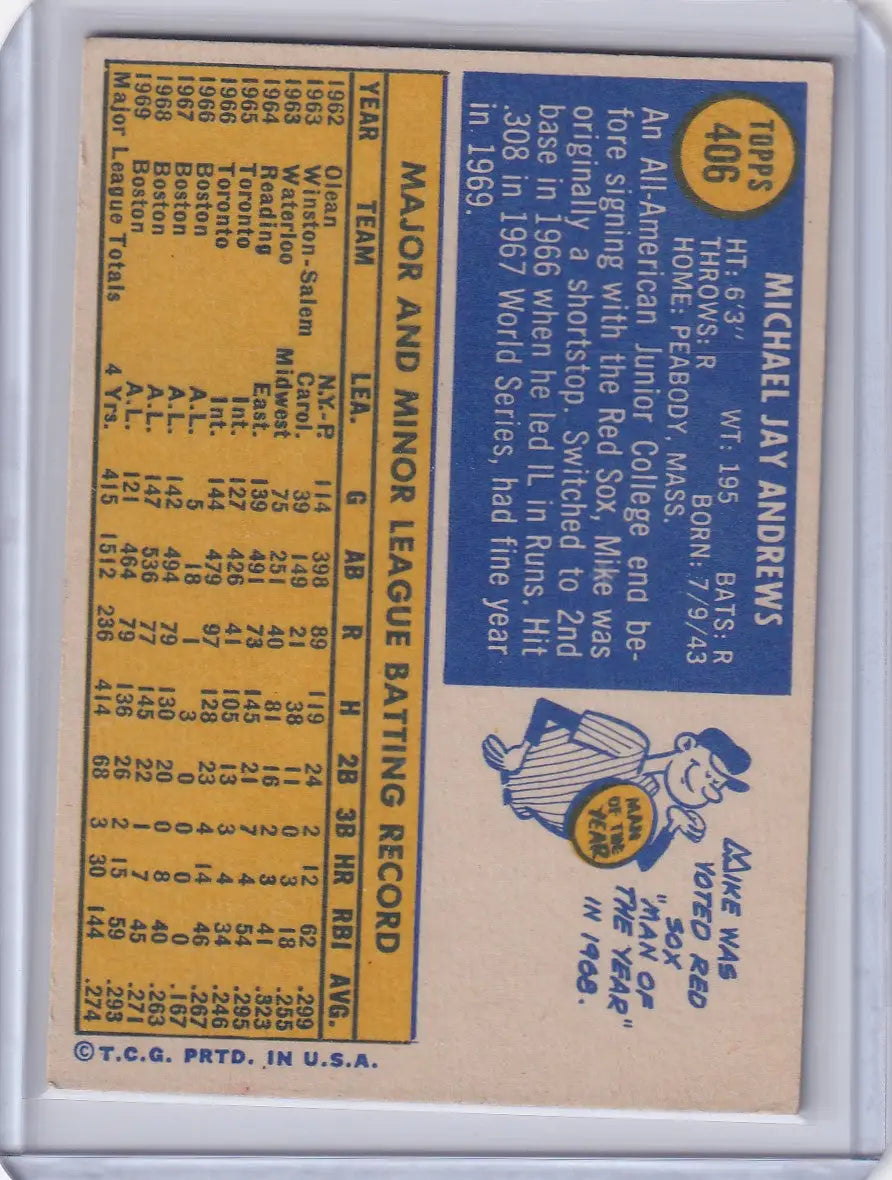 TOPPS
406
MICHAEL JAY ANDREWS
HT: 6'3" WT: 195 BATS: R
THROWS: R BORN: 7/9/43
HOME: PEABODY, MASS.
An All-American Junior College end be-
fore signing with the Red Sox, Mike was
originally a shortstop. Switched to 2nd
base in 1966 when he led IL in Runs. Hit
.308 in 1967 World Series, had fine year
in 1969.
MIKE WAS
VOTED RED
SOX
"MAN OF
THE YEAR"
IN 1968.
MAN
OF THE
YEAR
MAJOR AND MINOR LEAGUE BATTING RECORD
YEAR TEAM LEA. G AB R H 2B 3B HR RBI AVG.
1962 Olean N.Y.-P. 114 398 89 119 24 2 12 62 .299
1963 Winston-Salem Carol. 39 149 21 38 11 0 3 18 .255
1963 Waterloo Midwest 75 251 40 81 16 2 3 41 .323
1964 Reading East. 139 491 73 145 21 7 4 54 .295
1965 Toronto Int. 127 426 41 105 13 3 4 34 .246
1966 Toronto Int. 144 479 97 128 23 4 14 46 .267
1966 Boston A.L. 5 18 1 3 0 0 0 0 .167
1967 Boston A.L. 142 494 79 130 20 0 8 40 .263
1968 Boston A.L. 147 536 77 145 22 1 7 45 .271
1969 Boston A.L. 121 464 79 136 26 2 15 59 .293
Major League Totals 4 Yrs. 415 1512 236 414 68 3 30 144 .274
©T.C.G. PRTD. IN U.S.A.